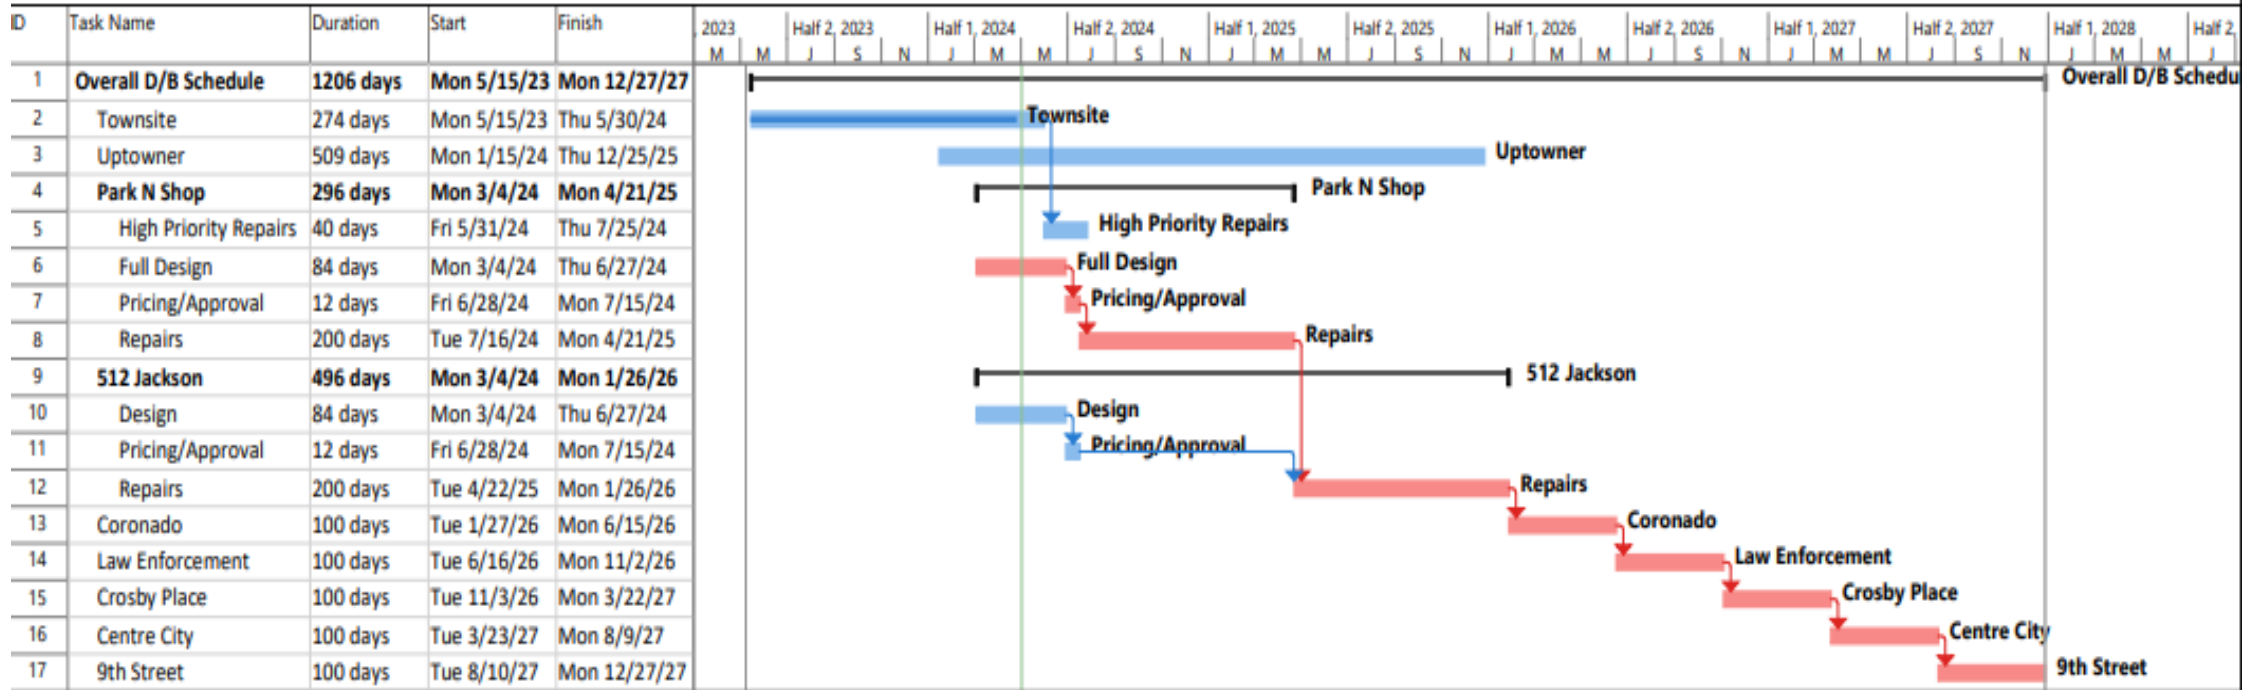 ID Task Name Duration Start Finish , 2023 Half 2, 2023 Half 1, 2024 Half 2, 2024 Half 1, 2025 Half 2, 2025 Half 1, 2026 Half 2, 2026 Half 1, 2027 Half 2, 2027 Half 1, 2028 Half 2,
M M J S N J M M J S N J M M J S N J M M J S N J M M J S N J M M J
1 Overall D/B Schedule 1206 days Mon 5/15/23 Mon 12/27/27 Overall D/B Schedu
2 Townsite 274 days Mon 5/15/23 Thu 5/30/24 Townsite
3 Uptowner 509 days Mon 1/15/24 Thu 12/25/25 Uptowner
4 Park N Shop 296 days Mon 3/4/24 Mon 4/21/25 Park N Shop
5 High Priority Repairs 40 days Fri 5/31/24 Thu 7/25/24 High Priority Repairs
6 Full Design 84 days Mon 3/4/24 Thu 6/27/24 Full Design
7 Pricing/Approval 12 days Fri 6/28/24 Mon 7/15/24 Pricing/Approval
8 Repairs 200 days Tue 7/16/24 Mon 4/21/25 Repairs
9 512 Jackson 496 days Mon 3/4/24 Mon 1/26/26 512 Jackson
10 Design 84 days Mon 3/4/24 Thu 6/27/24 Design
11 Pricing/Approval 12 days Fri 6/28/24 Mon 7/15/24 Pricing/Approval
12 Repairs 200 days Tue 4/22/25 Mon 1/26/26 Repairs
13 Coronado 100 days Tue 1/27/26 Mon 6/15/26 Coronado
14 Law Enforcement 100 days Tue 6/16/26 Mon 11/2/26 Law Enforcement
15 Crosby Place 100 days Tue 11/3/26 Mon 3/22/27 Crosby Place
16 Centre City 100 days Tue 3/23/27 Mon 8/9/27 Centre City
17 9th Street 100 days Tue 8/10/27 Mon 12/27/27 9th Street